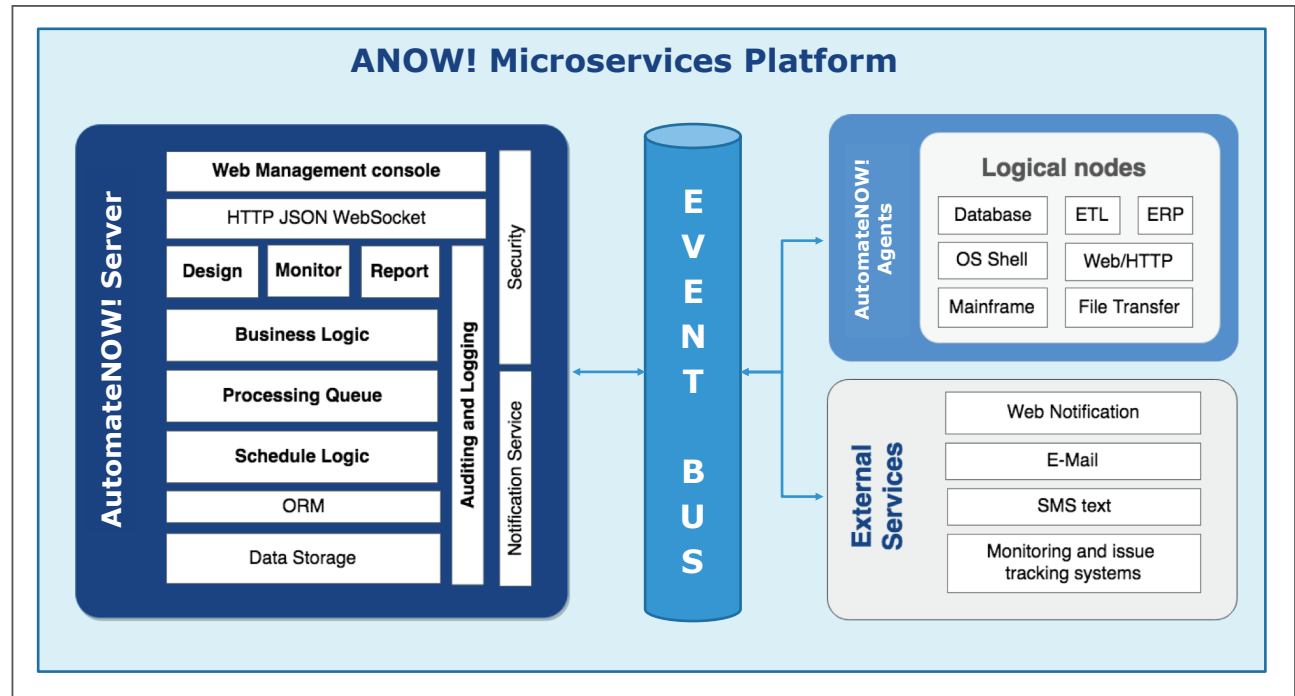 ANOW! Microservices Platform
AutomateNOW! Server
Web Management console
HTTP JSON WebSocket
Design
Monitor
Report
Business Logic
Processing Queue
Schedule Logic
ORM
Data Storage
Auditing and Logging
Security
Notification Service
EVENT BUS
AutomateNOW!
Agents
Logical nodes
Database
ETL
ERP
OS Shell
Web/HTTP
Mainframe
File Transfer
External
Services
Web Notification
E-Mail
SMS text
Monitoring and issue
tracking systems